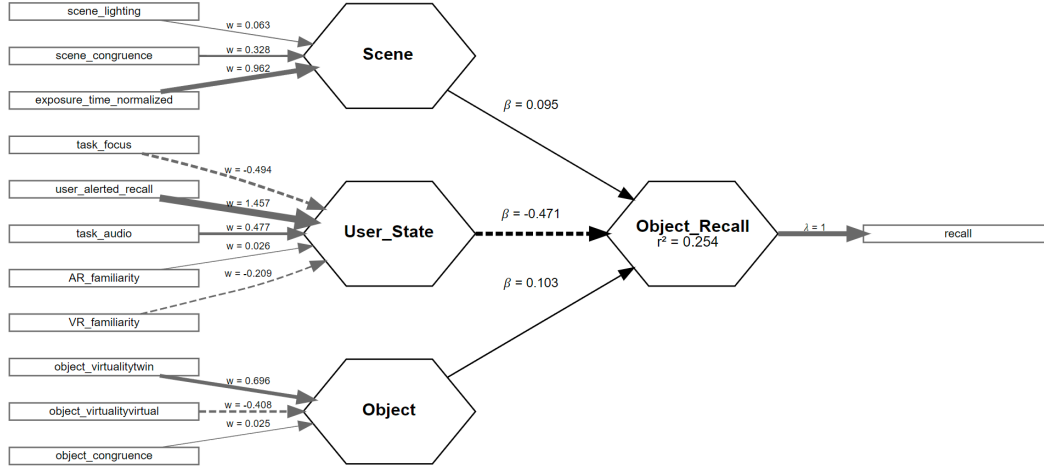 scene_lighting
w = 0.063
scene_congruence
w = 0.328
w = 0.962
exposure_time_normalized
Scene
β = 0.095
task_focus
w = -0.494
user_alerted_recall
w = 1.457
task_audio
w = 0.477
w = 0.026
AR_familiarity
w = -0.209
VR_familiarity
User_State
β = -0.471
Object_Recall
r² = 0.254
λ = 1
recall
β = 0.103
object_virtualitytwin
w = 0.696
object_virtualityvirtual
w = -0.408
w = 0.025
object_congruence
Object